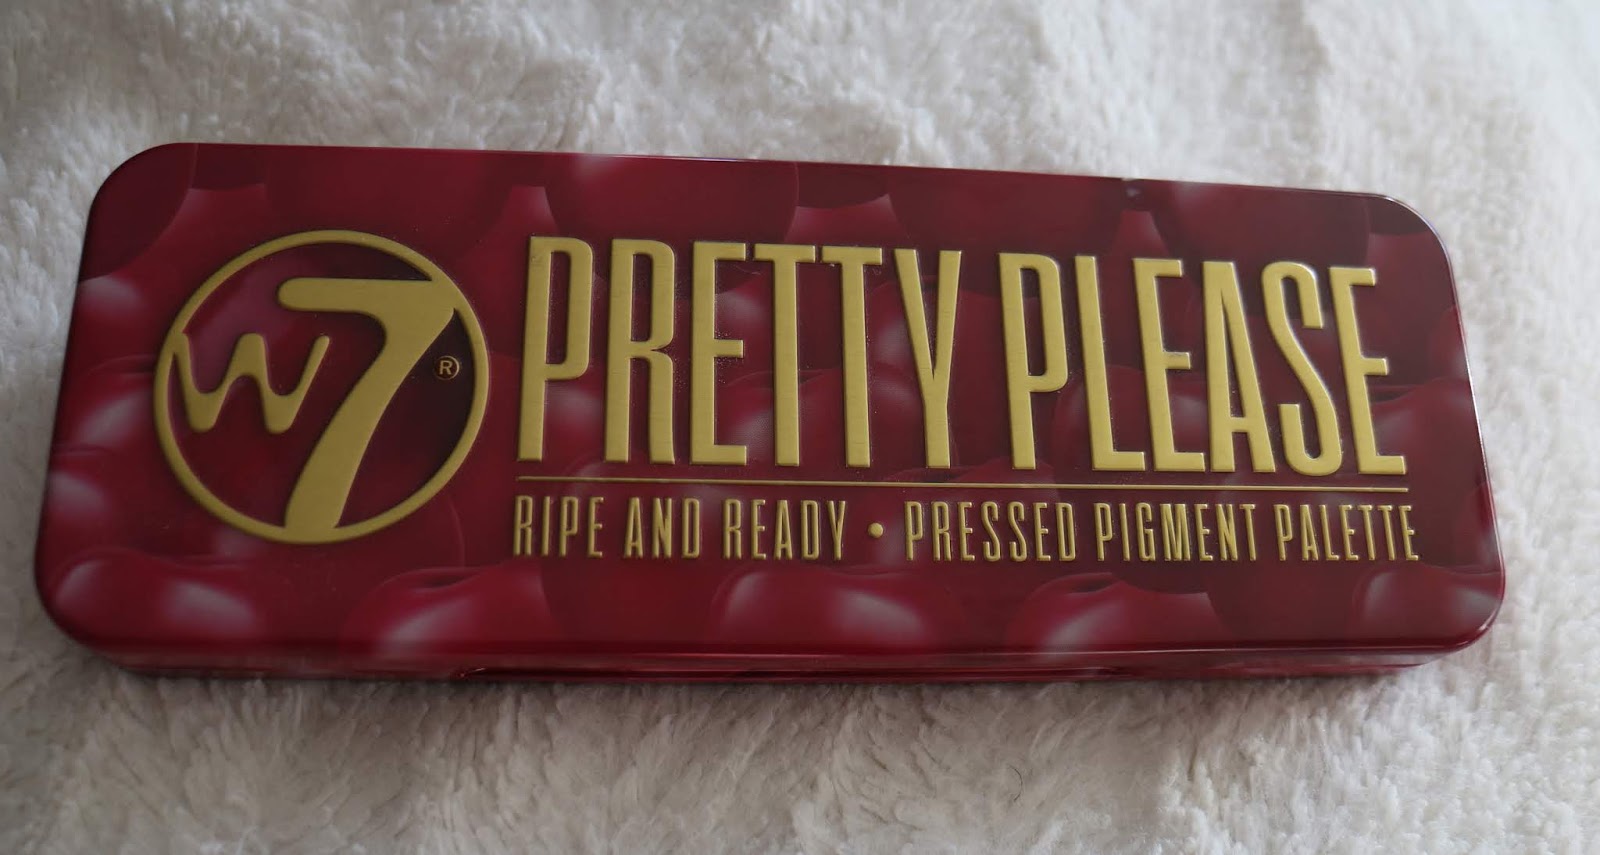 W7®
PRETTY PLEASE
RIPE AND READY • PRESSED PIGMENT PALETTE